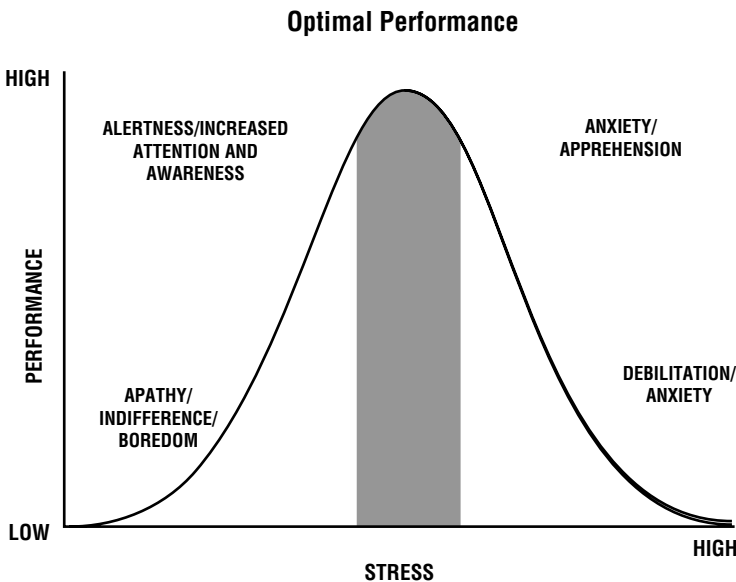 Optimal Performance
HIGH
ALERTNESS/INCREASED
ATTENTION AND
AWARENESS
ANXIETY/
APPREHENSION
PERFORMANCE
APATHY/
INDIFFERENCE/
BOREDOM
DEBILITATION/
ANXIETY
LOW
HIGH
STRESS